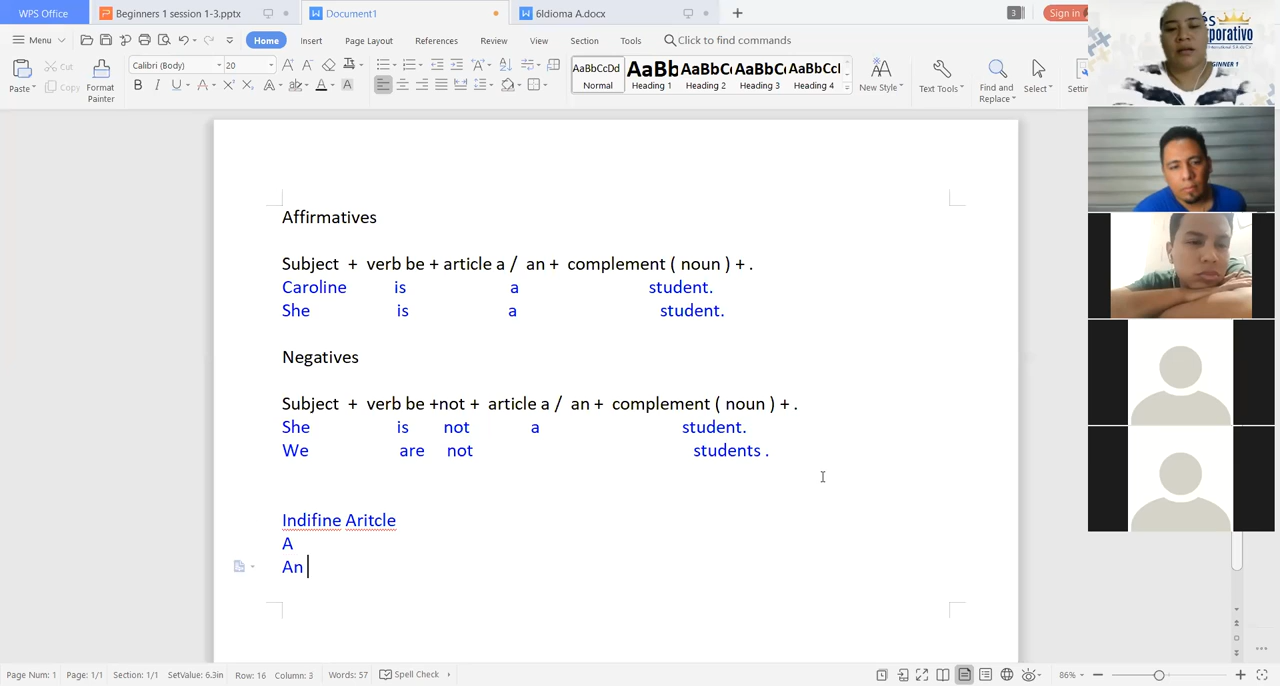 WPS Office
Beginners 1 session 1-3.pptx
Document1
6Idioma A.docx
3
Sign in
Menu
Home
Insert
Page Layout
References
Review
View
Section
Tools
Click to find commands
Paste
Cut
Copy
Format Painter
Calibri (Body)
20
AaBbCcDd
Normal
AaBb
Heading 1
AaBbC
Heading 2
AaBbC
Heading 3
AaBbCcl
Heading 4
New Style
Text Tools
Find and Replace
Select
Affirmatives
Subject + verb be + article a / an + complement ( noun ) + .
Caroline is a student.
She is a student.
Negatives
Subject + verb be +not + article a / an + complement ( noun ) + .
She is not a student.
We are not students .
Indifine Aritcle
A
An
Page Num: 1 Page: 1/1 Section: 1/1 SetValue: 6.3in Row: 16 Column: 3 Words: 57 Spell Check 86%